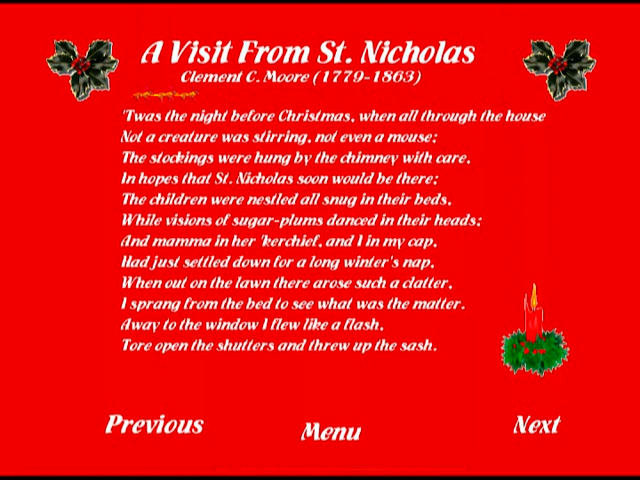 A Visit From St. Nicholas
Clement C. Moore (1779-1863)
'Twas the night before Christmas, when all through the house
Not a creature was stirring, not even a mouse;
The stockings were hung by the chimney with care,
In hopes that St. Nicholas soon would be there;
The children were nestled all snug in their beds,
While visions of sugar-plums danced in their heads;
And mamma in her 'kerchief, and I in my cap,
Had just settled down for a long winter's nap,
When out on the lawn there arose such a clatter,
I sprang from the bed to see what was the matter.
Away to the window I flew like a flash,
Tore open the shutters and threw up the sash.
Previous
Menu
Next